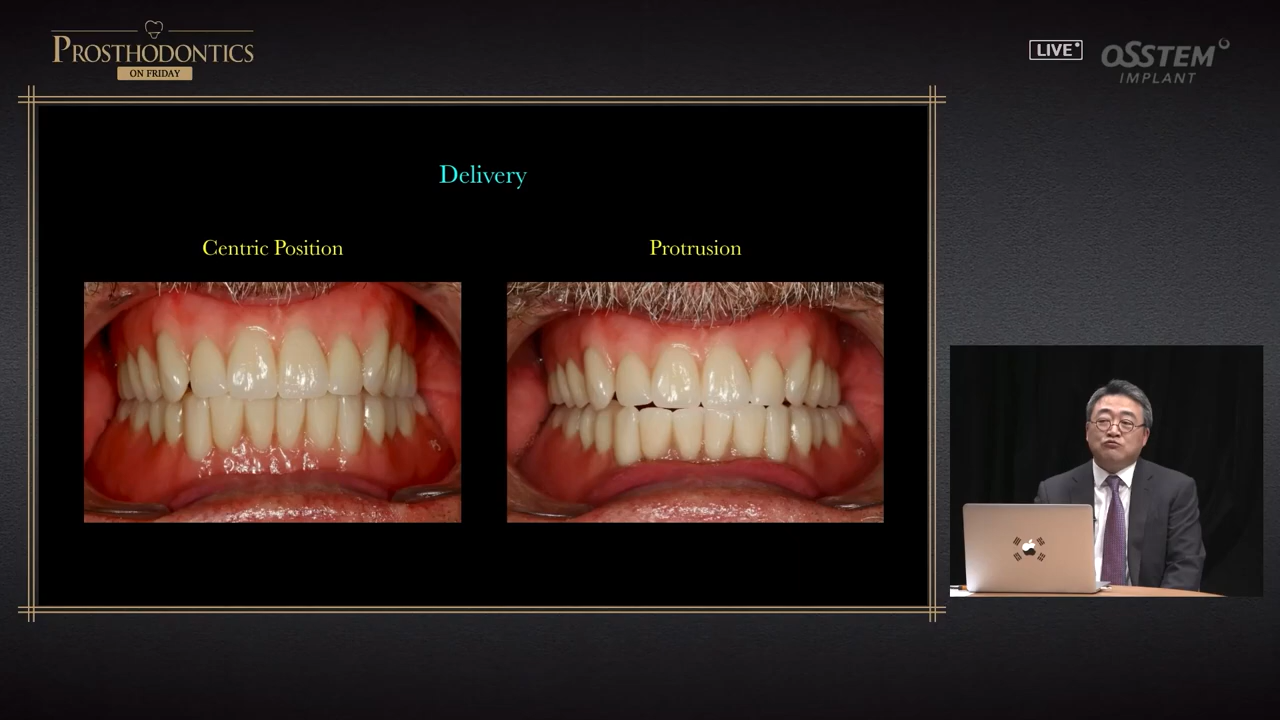 PROSTHODONTICS
ON FRIDAY
LIVE
OSSTEM
IMPLANT
Delivery
Centric Position
Protrusion